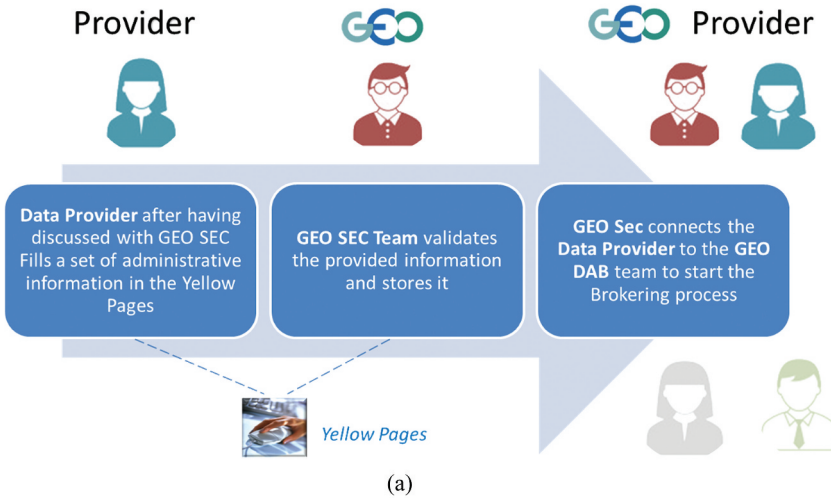 Provider
GEO
GEO Provider
Data Provider after having
discussed with GEO SEC
Fills a set of administrative
information in the Yellow
Pages
GEO SEC Team validates
the provided information
and stores it
GEO Sec connects the
Data Provider to the GEO
DAB team to start the
Brokering process
Yellow Pages
(a)